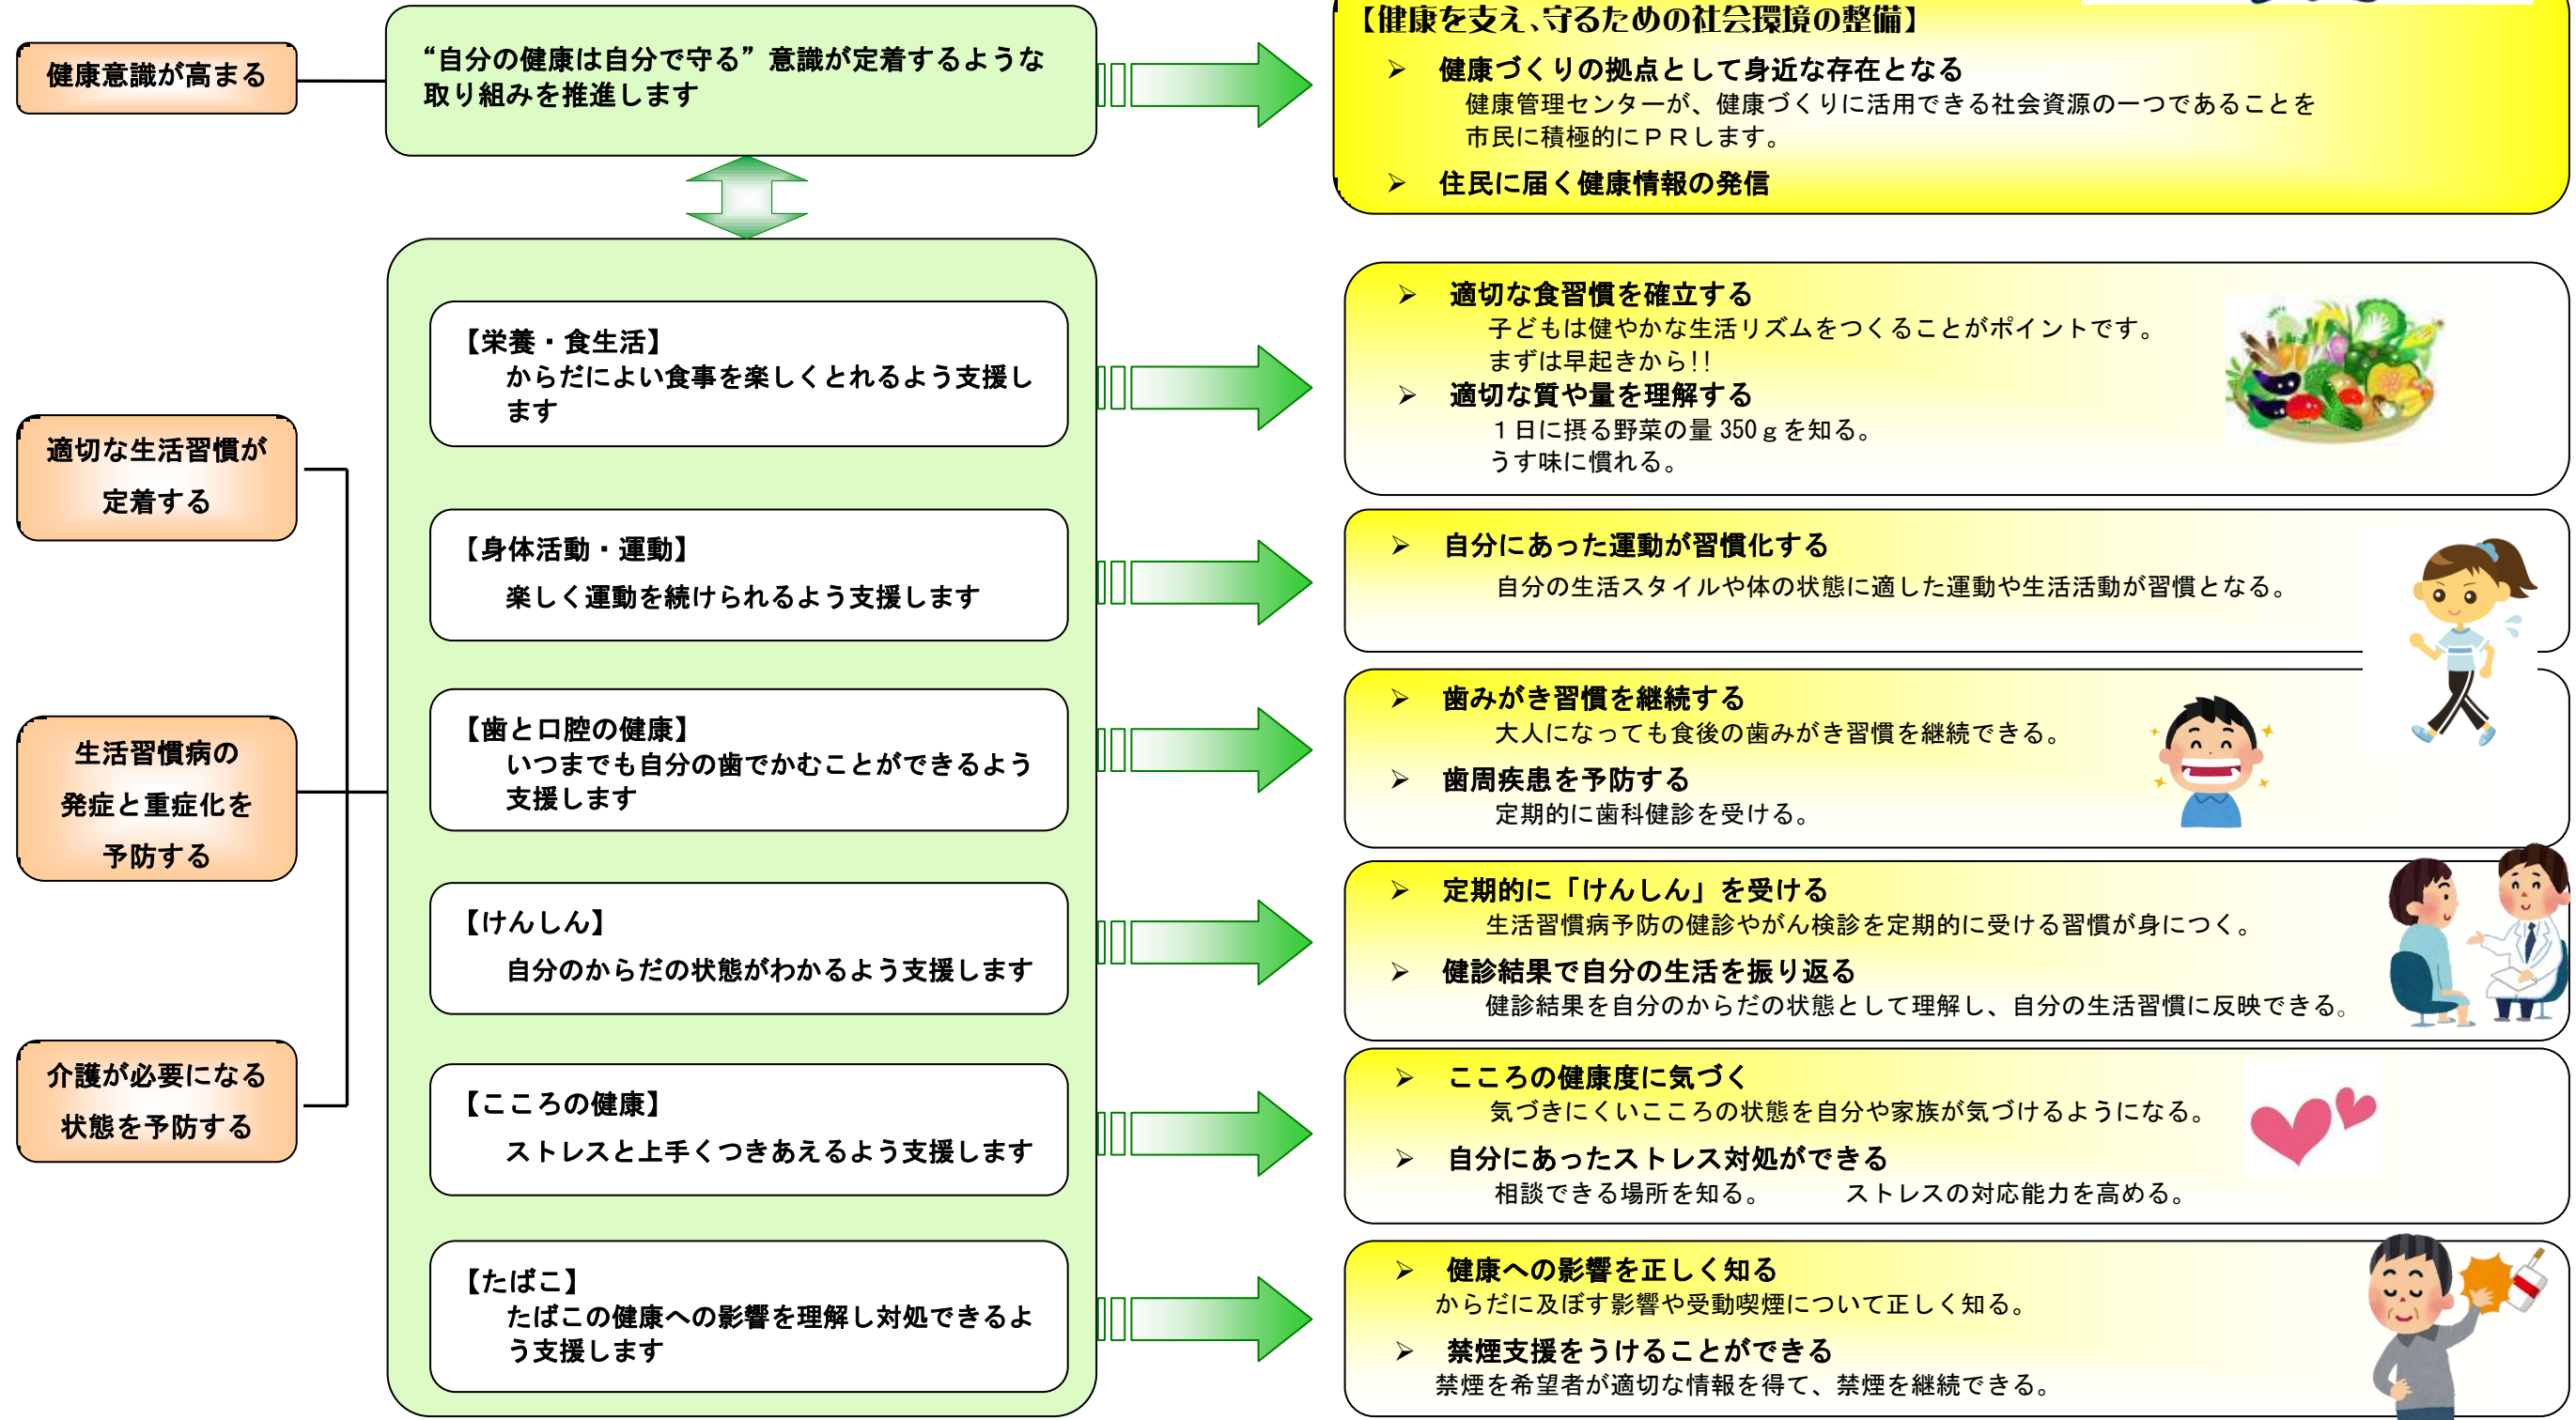 健康意識が高まる
“自分の健康は自分で守る”意識が定着するような
取り組みを推進します
【健康を支え、守るための社会環境の整備】
➢ 健康づくりの拠点として身近な存在となる
健康管理センターが、健康づくりに活用できる社会資源の一つであることを
市民に積極的にＰＲします。
➢ 住民に届く健康情報の発信
適切な生活習慣が
定着する
生活習慣病の
発症と重症化を
予防する
介護が必要になる
状態を予防する
【栄養・食生活】
からだによい食事を楽しくとれるよう支援し
ます
➢ 適切な食習慣を確立する
子どもは健やかな生活リズムをつくることがポイントです。
まずは早起きから!!
➢ 適切な質や量を理解する
１日に摂る野菜の量 350ｇを知る。
うす味に慣れる。
【身体活動・運動】
楽しく運動を続けられるよう支援します
➢ 自分にあった運動が習慣化する
自分の生活スタイルや体の状態に適した運動や生活活動が習慣となる。
【歯と口腔の健康】
いつまでも自分の歯でかむことができるよう
支援します
➢ 歯みがき習慣を継続する
大人になっても食後の歯みがき習慣を継続できる。
➢ 歯周疾患を予防する
定期的に歯科健診を受ける。
【けんしん】
自分のからだの状態がわかるよう支援します
➢ 定期的に「けんしん」を受ける
生活習慣病予防の健診やがん検診を定期的に受ける習慣が身につく。
➢ 健診結果で自分の生活を振り返る
健診結果を自分のからだの状態として理解し、自分の生活習慣に反映できる。
【こころの健康】
ストレスと上手くつきあえるよう支援します
➢ こころの健康度に気づく
気づきにくいこころの状態を自分や家族が気づけるようになる。
➢ 自分にあったストレス対処ができる
相談できる場所を知る。　ストレスの対応能力を高める。
【たばこ】
たばこの健康への影響を理解し対処できるよ
う支援します
➢ 健康への影響を正しく知る
からだに及ぼす影響や受動喫煙について正しく知る。
➢ 禁煙支援をうけることができる
禁煙を希望者が適切な情報を得て、禁煙を継続できる。